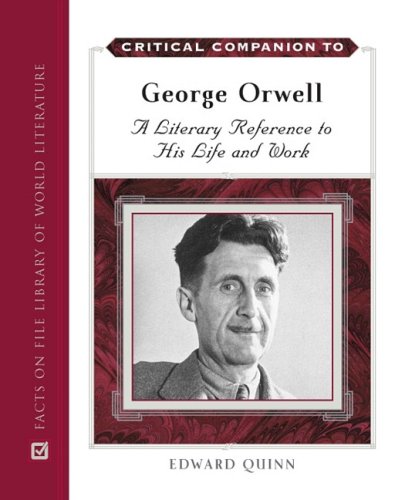 CRITICAL COMPANION TO
George Orwell
A Literary Reference to
His Life and Work
EDWARD QUINN
FACTS ON FILE LIBRARY OF WORLD LITERATURE